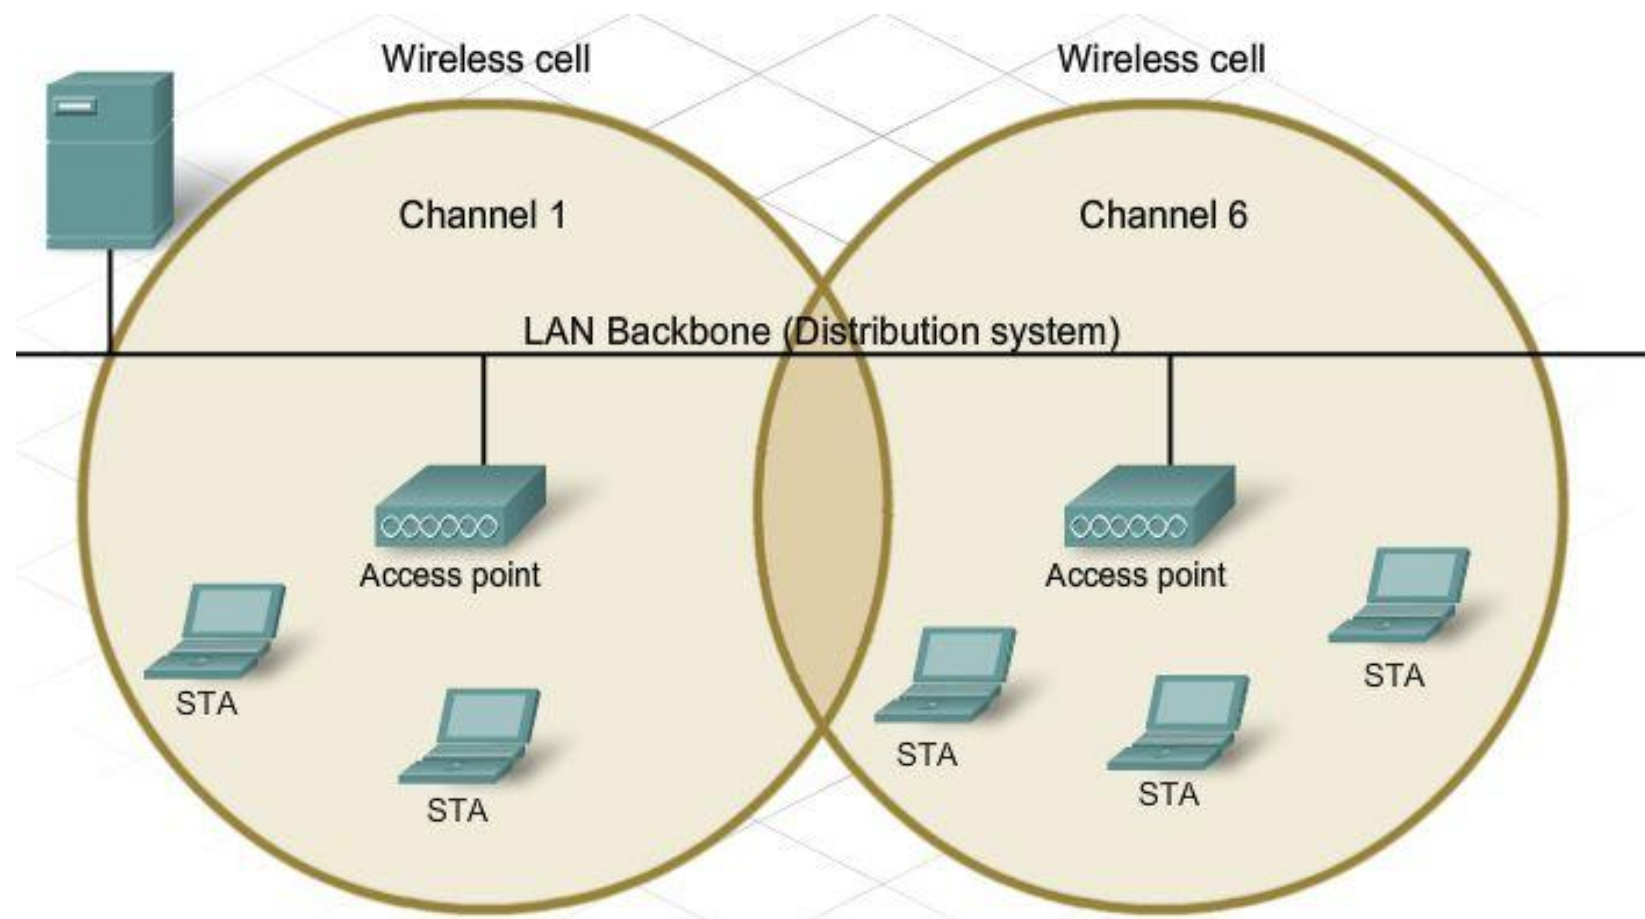 Wireless cell
Wireless cell
Channel 1
Channel 6
LAN Backbone (Distribution system)
Access point
Access point
STA
STA
STA
STA
STA